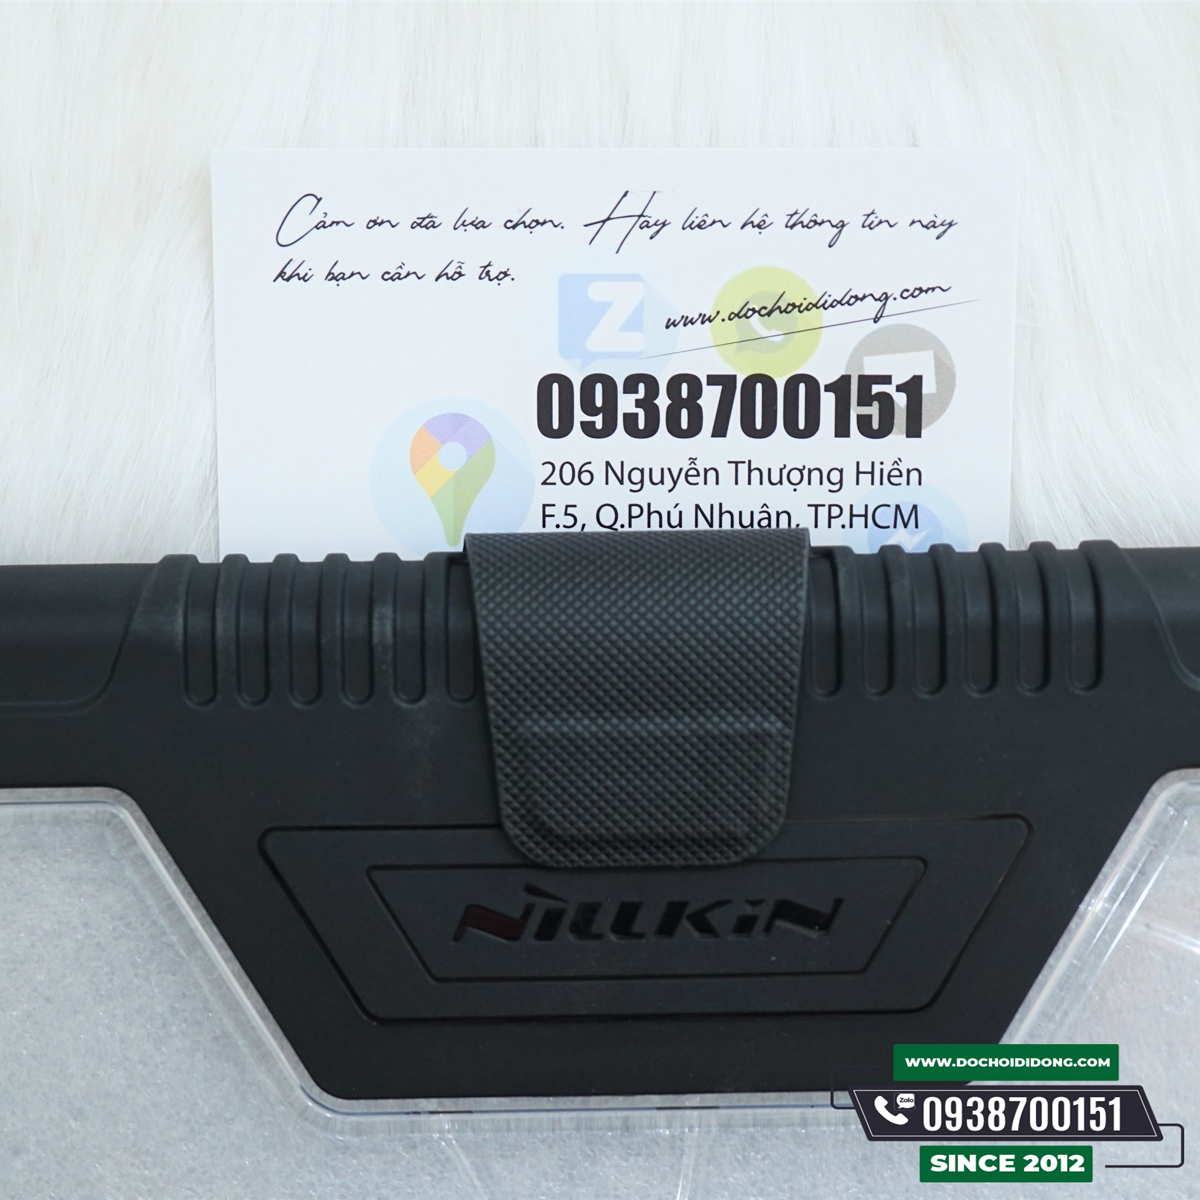 Cảm ơn đã lựa chọn. Hãy liên hệ thông tin này
khi bạn cần hỗ trợ.
www.dochoididong.com
Z
0938700151
206 Nguyễn Thượng Hiền
F.5, Q.Phú Nhuận, TP.HCM
NILLKIN
WWW.DOCHOIDIDONG.COM
Zalo
0938700151
SINCE 2012